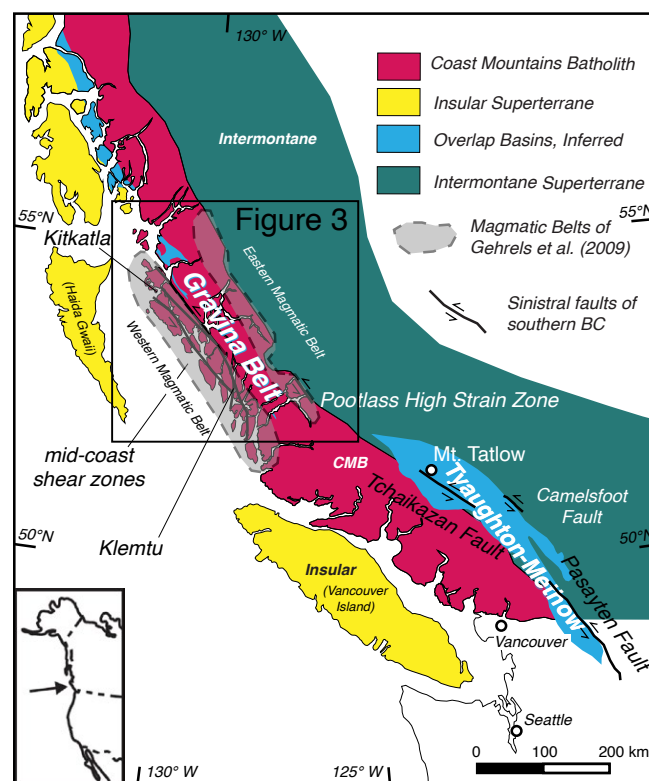 130° W
Coast Mountains Batholith
Insular Superterrane
Overlap Basins, Inferred
Intermontane Superterrane
Magmatic Belts of
Gehrels et al. (2009)
Sinistral faults of
southern BC
Intermontane
55°N
55°N
Figure 3
Kitkatla
(Haida Gwaii)
Eastern Magmatic Belt
Gravina Belt
Western Magmatic Belt
Pootlass High Strain Zone
mid-coast
shear zones
CMB
Mt. Tatlow
Tyaughton-Methow
Tchaikazan Fault
Camelsfoot
Fault
Klemtu
50°N
50°N
Pasayten Fault
Insular
(Vancouver
Island)
Vancouver
Seattle
130° W
125° W
0 100 200 km